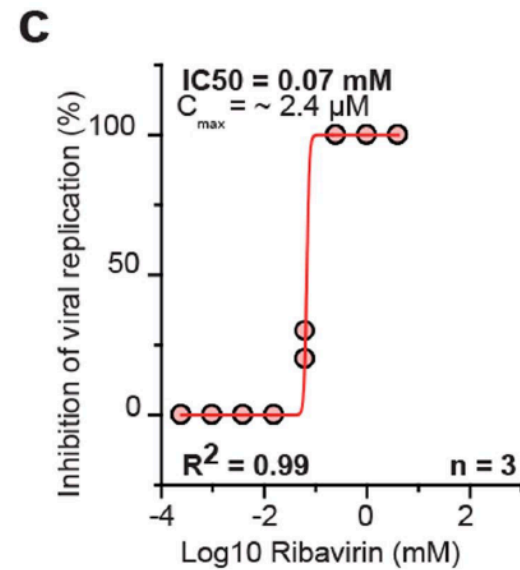 c
IC50 = 0.07 mM
Cmax = ~ 2.4 µM
Inhibition of viral replication (%)
100
50
0
R2 = 0.99
n = 3
-4
-2
0
2
Log10 Ribavirin (mM)